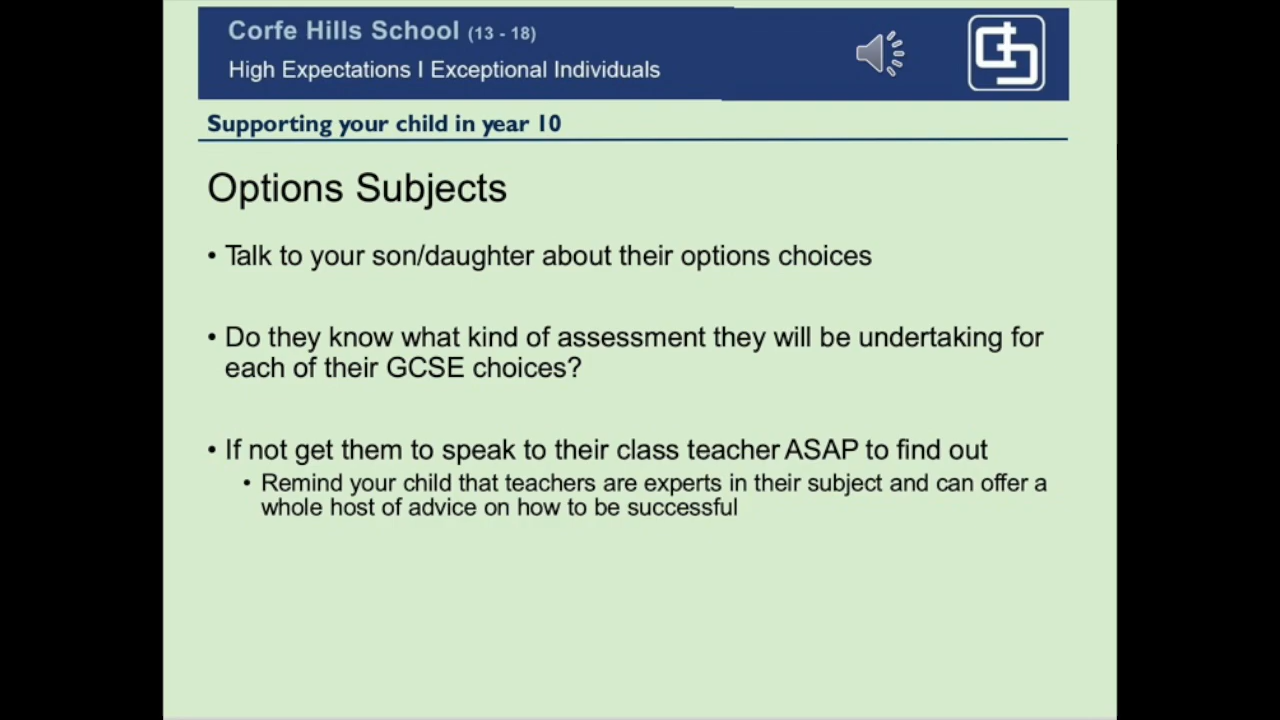 Corfe Hills School (13 - 18)
High Expectations I Exceptional Individuals
Supporting your child in year 10
Options Subjects
• Talk to your son/daughter about their options choices
• Do they know what kind of assessment they will be undertaking for
each of their GCSE choices?
• If not get them to speak to their class teacher ASAP to find out
• Remind your child that teachers are experts in their subject and can offer a
whole host of advice on how to be successful